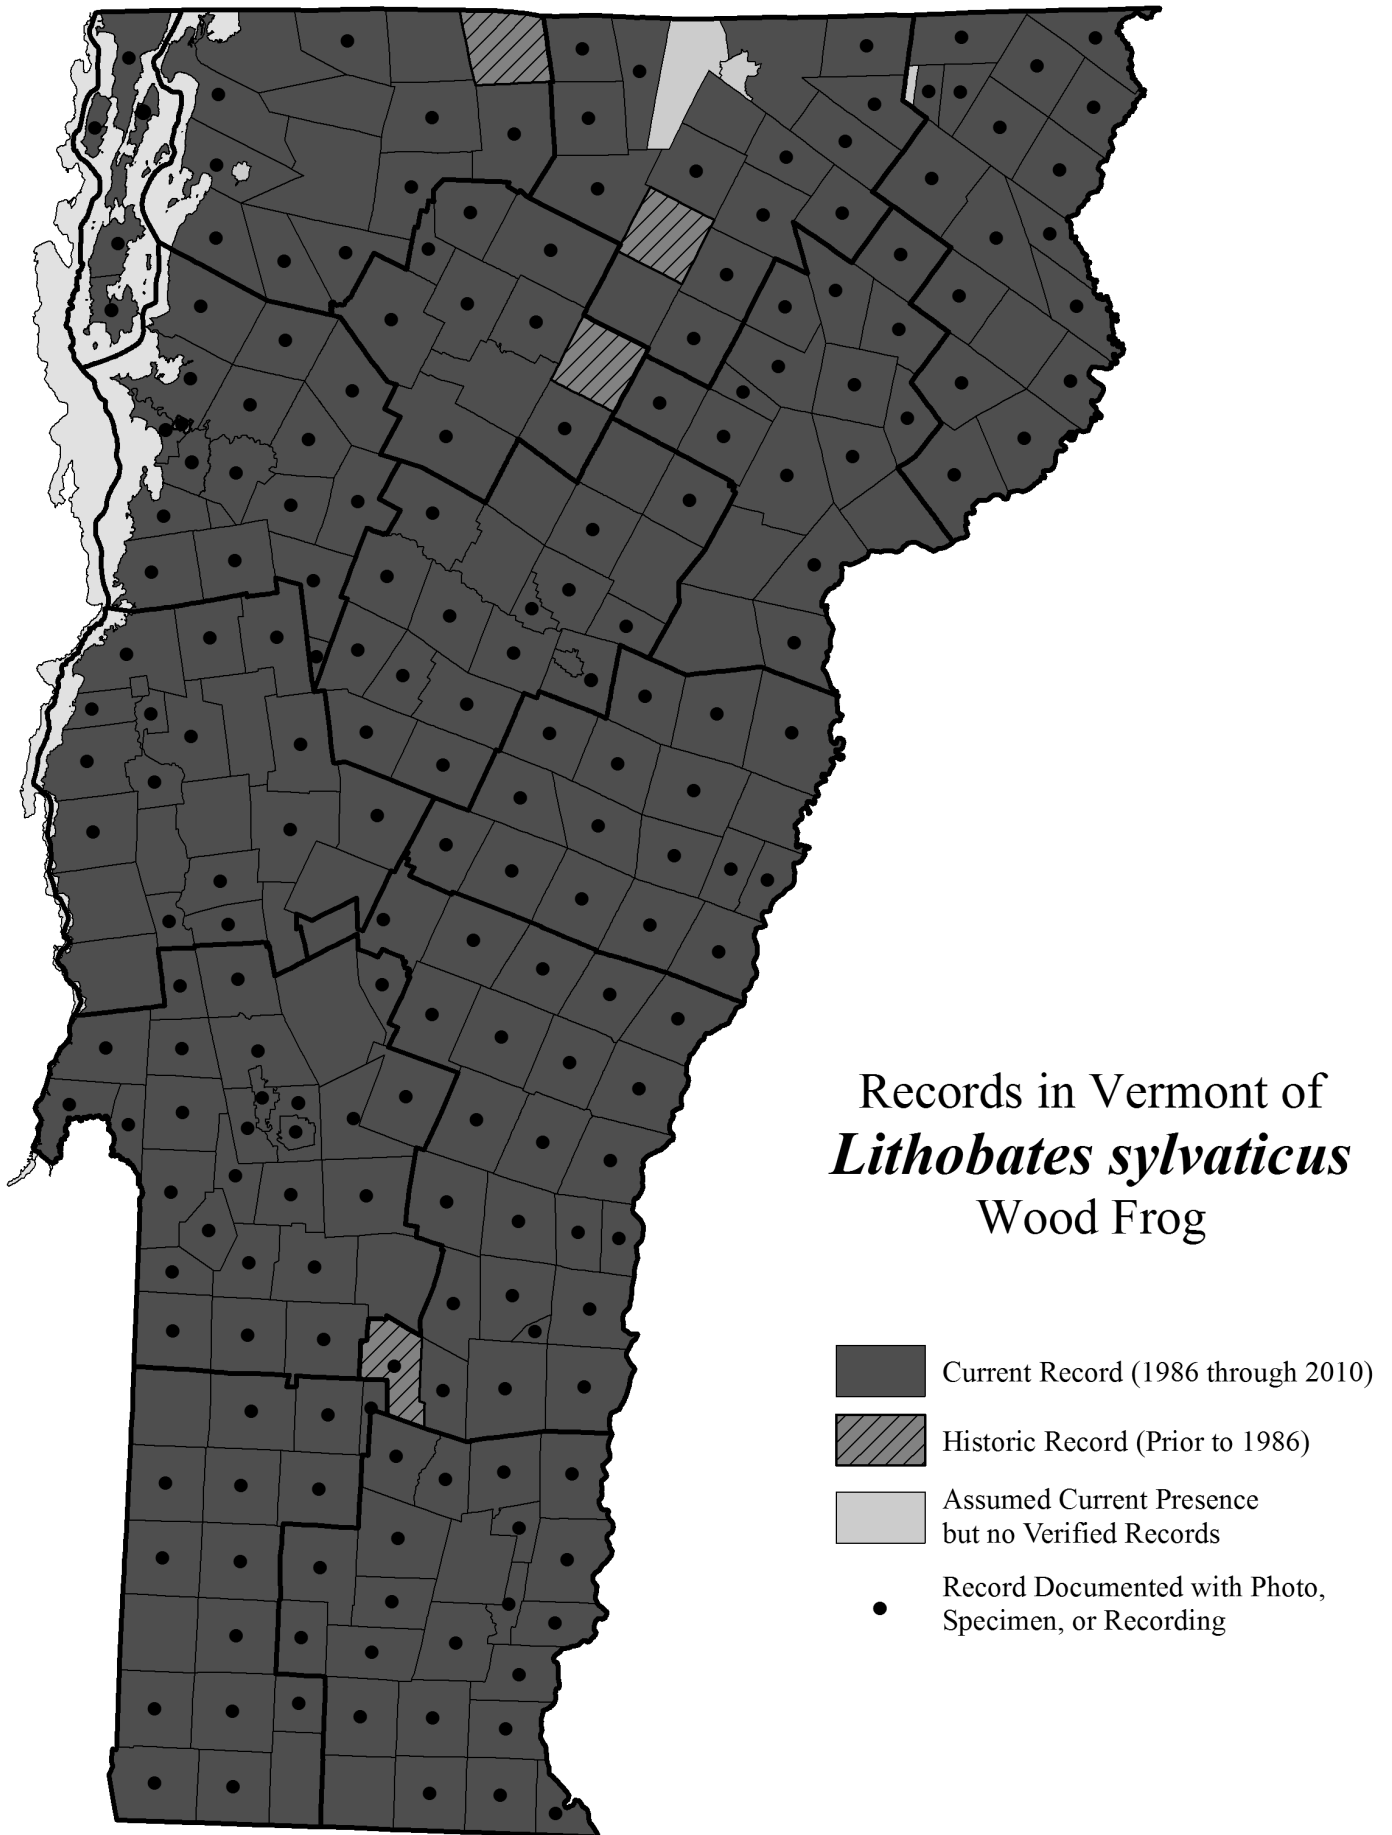 Records in Vermont of
Lithobates sylvaticus
Wood Frog
Current Record (1986 through 2010)
Historic Record (Prior to 1986)
Assumed Current Presence
but no Verified Records
Record Documented with Photo,
Specimen, or Recording